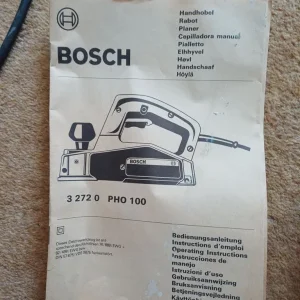 BOSCH
Handhobel
Rabot
Planer
Cepilladora manual
Pialletto
Elhhyvel
Høvl
Handschaaf
Höylä
BOSCH
3 272 0 PHO 100
Bedienungsanleitung
Instructions d'emploi
Operating Instructions
Instrucciones de
manejo
Istruzioni d'uso
Gebruiksaanwijzing
Bruksanvisning
Betjeningsvejledning